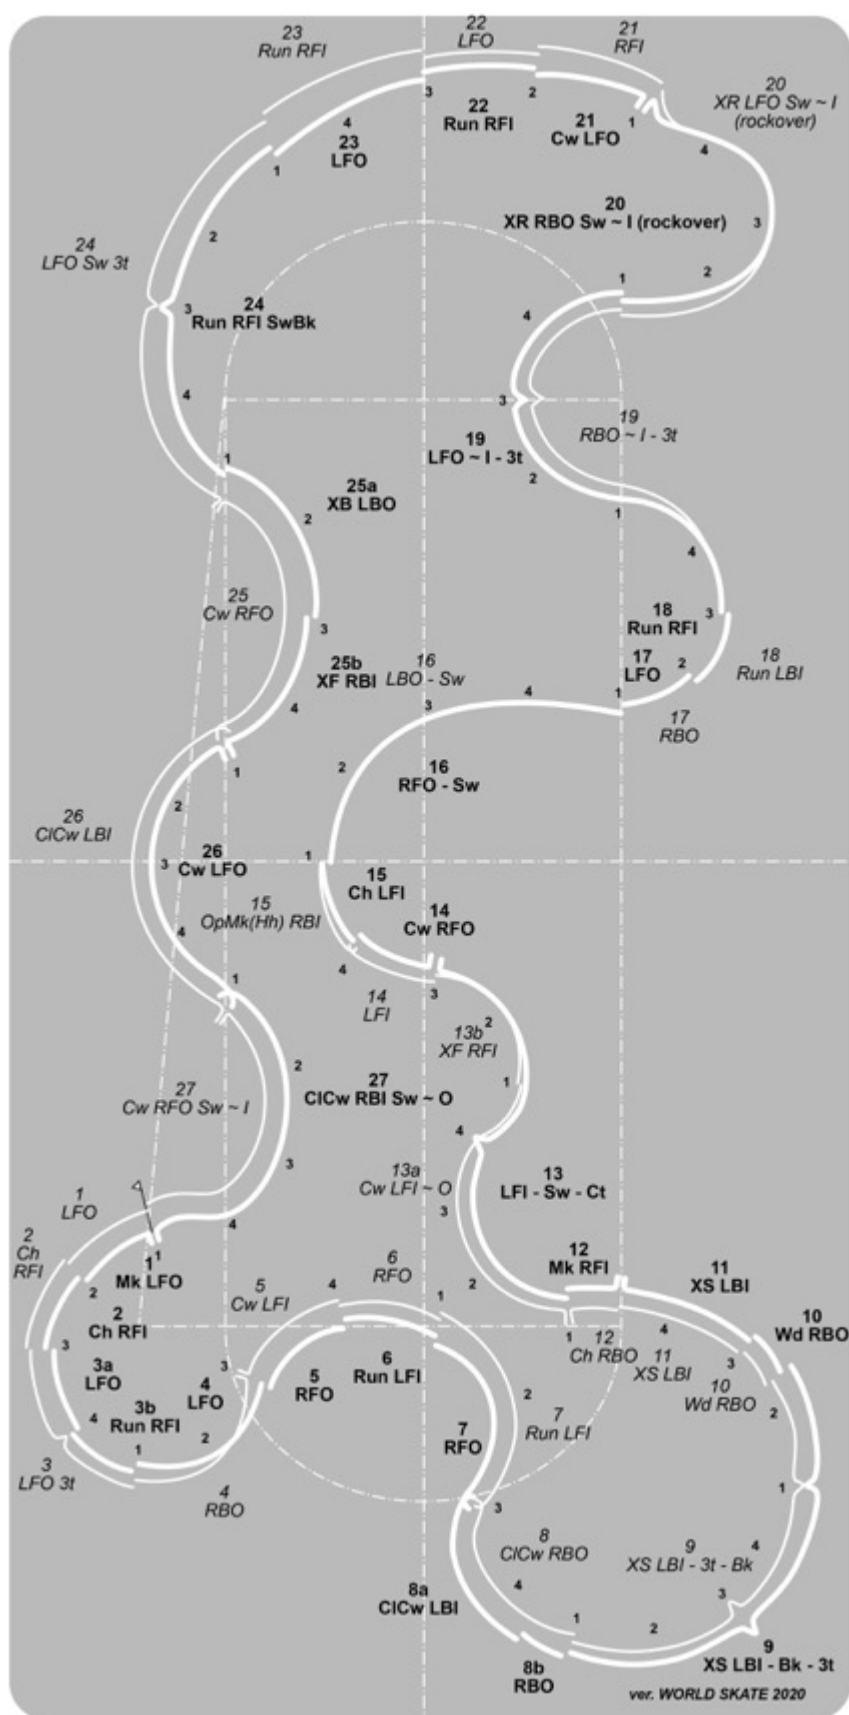 23
Run RFI
22
LFO
21
RFI
20
XR LFO Sw ~ I
(rockover)
4
3
2
1
23
LFO
22
Run RFI
21
Cw LFO
1
4
20
XR RBO Sw ~ I (rockover)
3
2
1
2
24
LFO Sw 3t
3
24
Run RFI SwBk
4
4
3
19
RBO ~ I - 3t
19
LFO ~ I - 3t
2
1
1
25a
XB LBO
2
4
25
Cw RFO
18
Run RFI
3
3
25b
XF RBI
16
LBO - Sw
17
LFO
2
18
Run LBI
4
4
3
1
17
RBO
1
2
16
RFO - Sw
2
26
ClCw LBI
3
26
Cw LFO
1
15
Ch LFI
15
OpMk(Hh) RBI
14
Cw RFO
4
4
1
3
14
LFI
13b
XF RFI
2
2
27
ClCw RBI Sw ~ O
1
27
Cw RFO Sw ~ I
4
3
13a
Cw LFI ~ O
13
LFI - Sw - Ct
3
4
1
LFO
2
Ch
RFI
1
1
Mk LFO
2
12
Mk RFI
11
XS LBI
2
6
RFO
5
Cw LFI
4
1
2
Ch RFI
1
12
Ch RBO
4
11
XS LBI
10
Wd RBO
3
3
3a
LFO
4
LFO
5
RFO
6
Run LFI
3
10
Wd RBO
2
4
3b
Run RFI
2
1
7
RFO
2
7
Run LFI
3
LFO 3t
4
RBO
3
1
8
ClCw RBO
9
XS LBI - 3t - Bk
4
4
3
8a
ClCw LBI
1
2
9
XS LBI - Bk - 3t
8b
RBO
ver. WORLD SKATE 2020